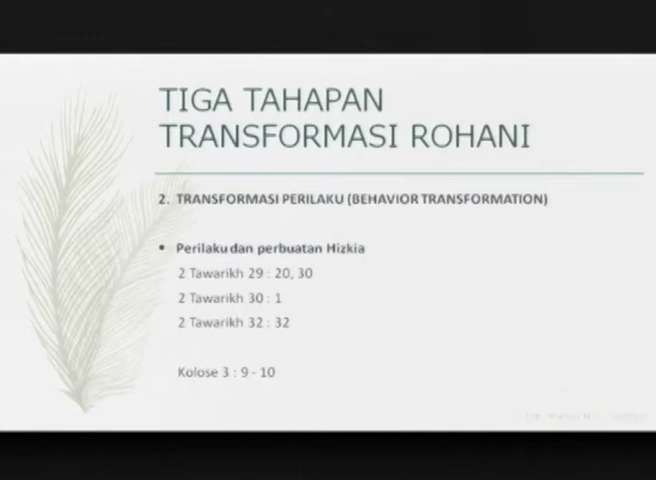 TIGA TAHAPAN
TRANSFORMASI ROHANI
2. TRANSFORMASI PERILAKU (BEHAVIOR TRANSFORMATION)
• Perilaku dan perbuatan Hizkia
2 Tawarikh 29 : 20, 30
2 Tawarikh 30 : 1
2 Tawarikh 32 : 32
Kolose 3 : 9 - 10